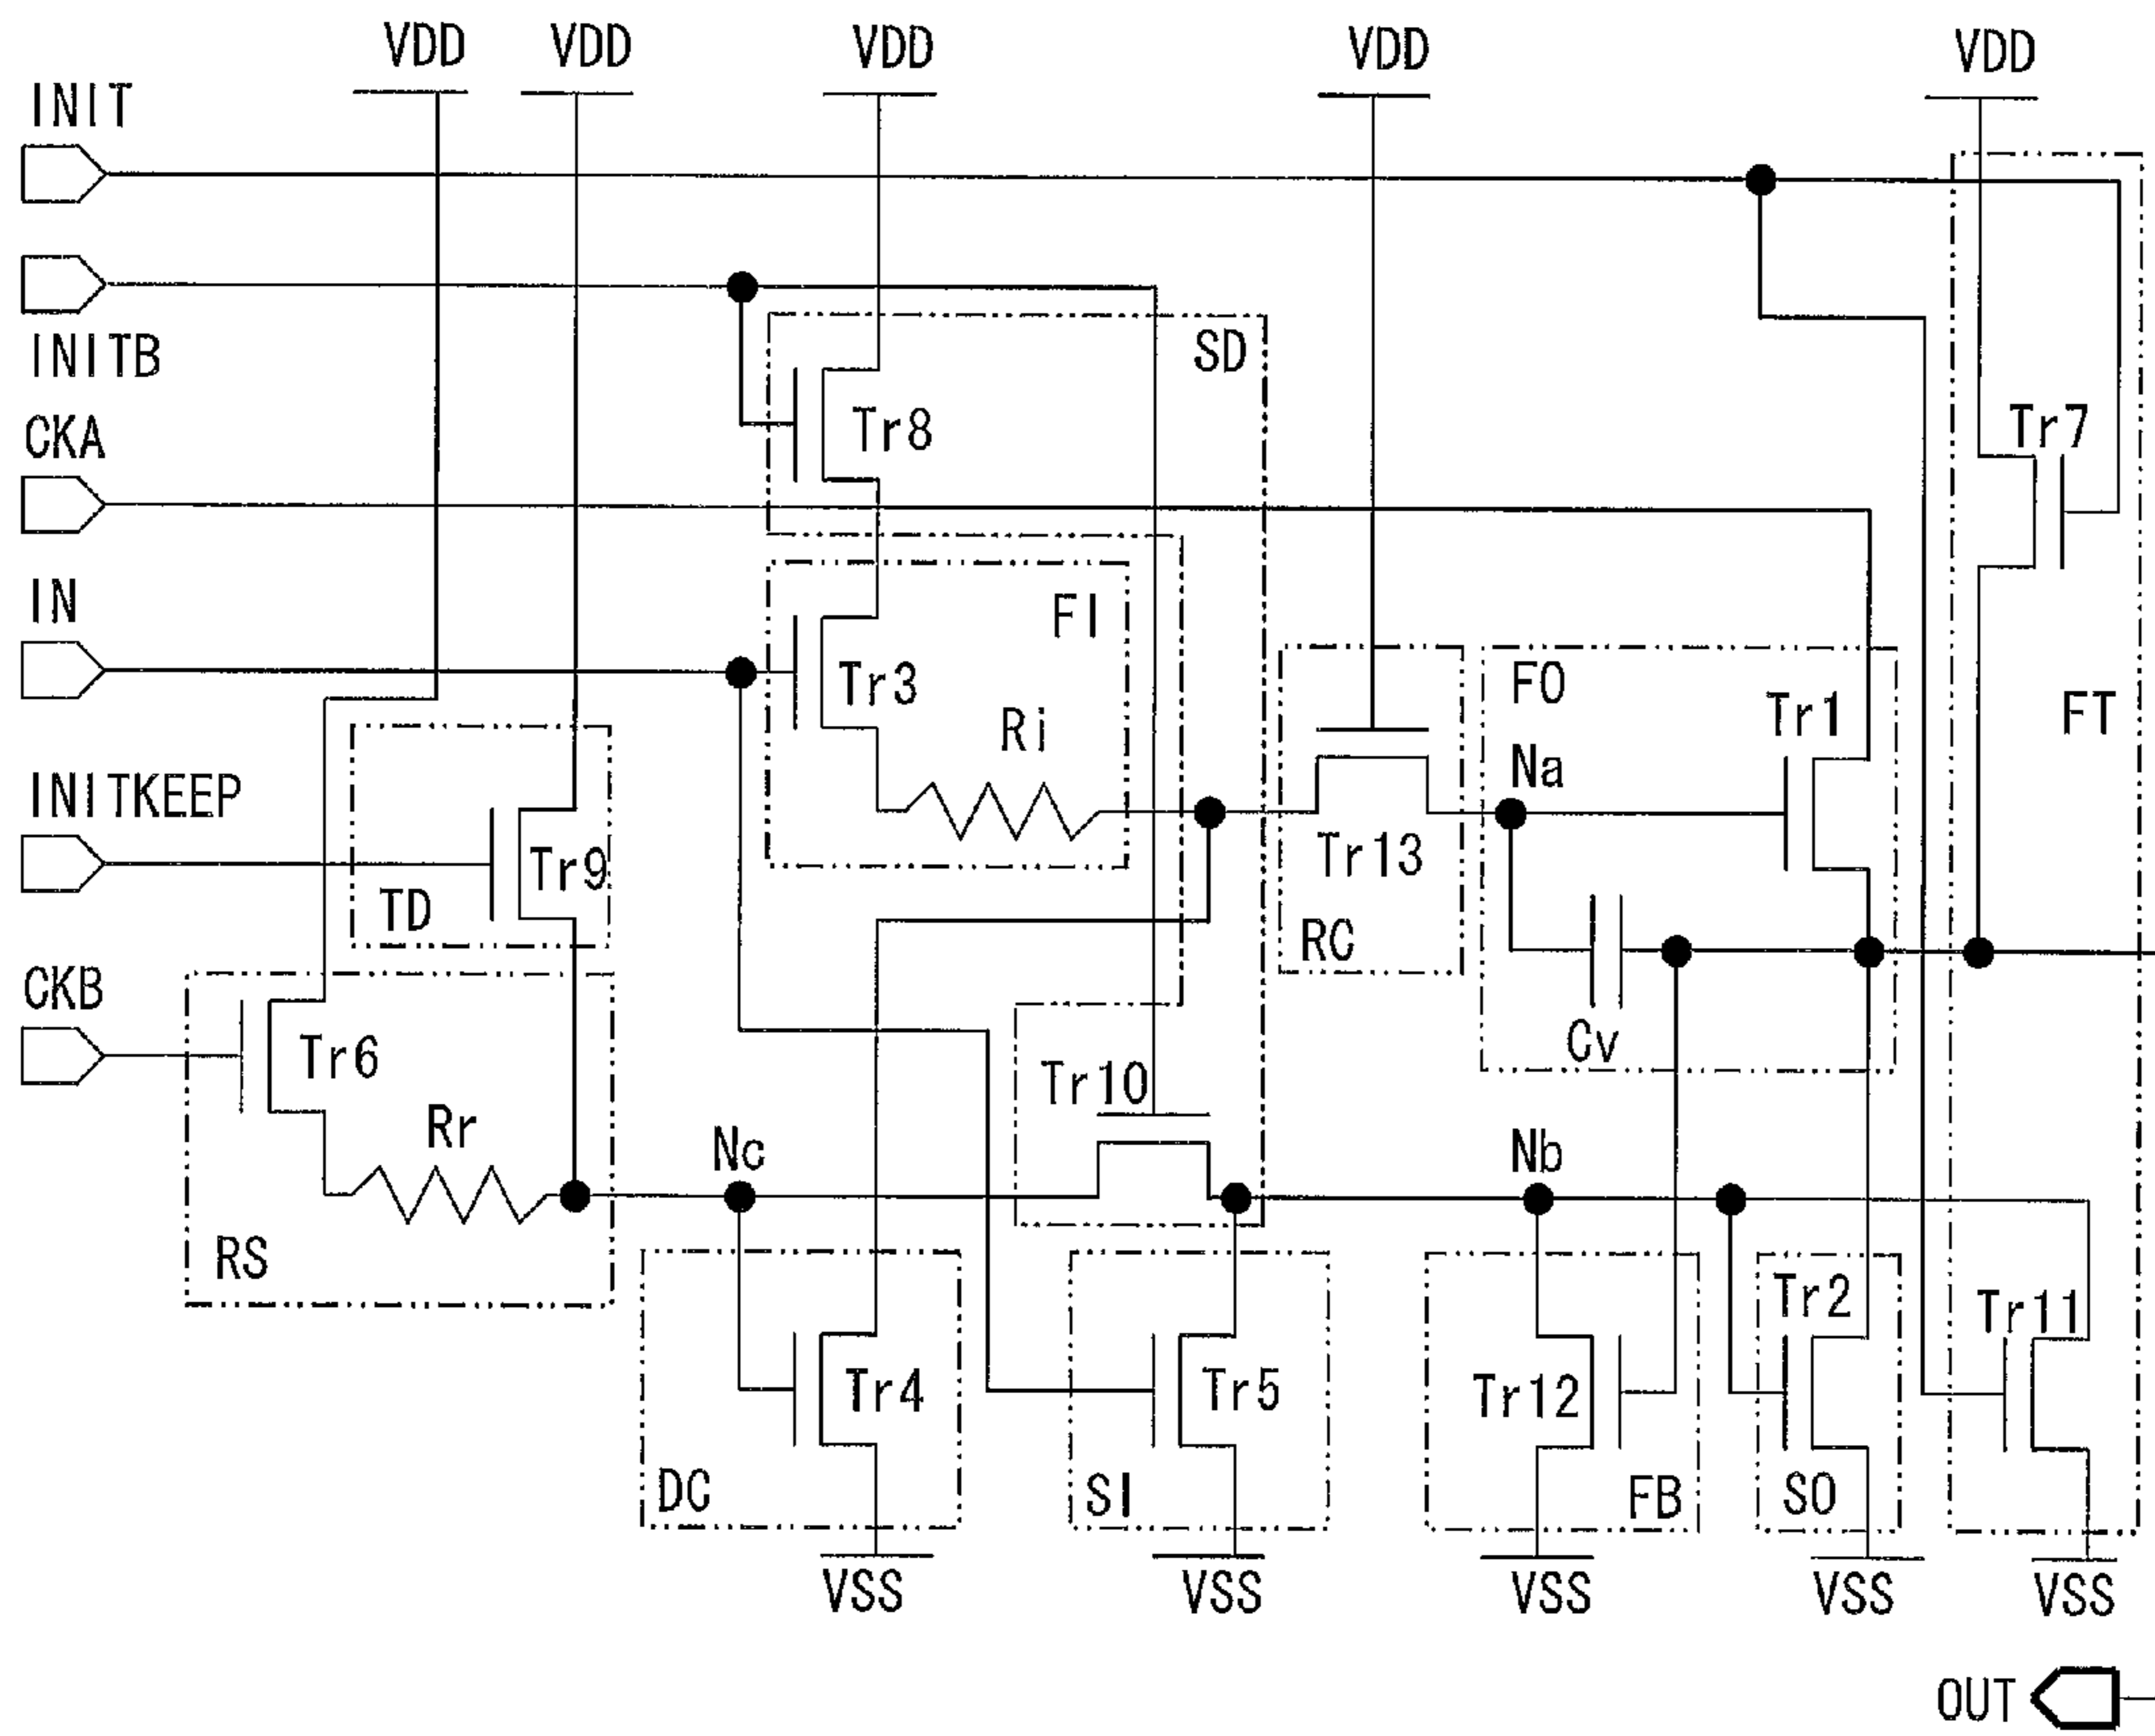 VDD
VDD
VDD
VDD
VDD
INIT
INITB
SD
CKA
Tr8
Tr7
IN
FI
Tr3
FO
Tr1
FT
Ri
Na
INITKEEP
Tr9
Tr13
TD
RC
CKB
Tr6
Cv
Tr10
Rr
Nc
Nb
RS
Tr2
Tr11
Tr4
Tr5
Tr12
DC
SI
FB
SO
VSS
VSS
VSS
VSS
VSS
OUT